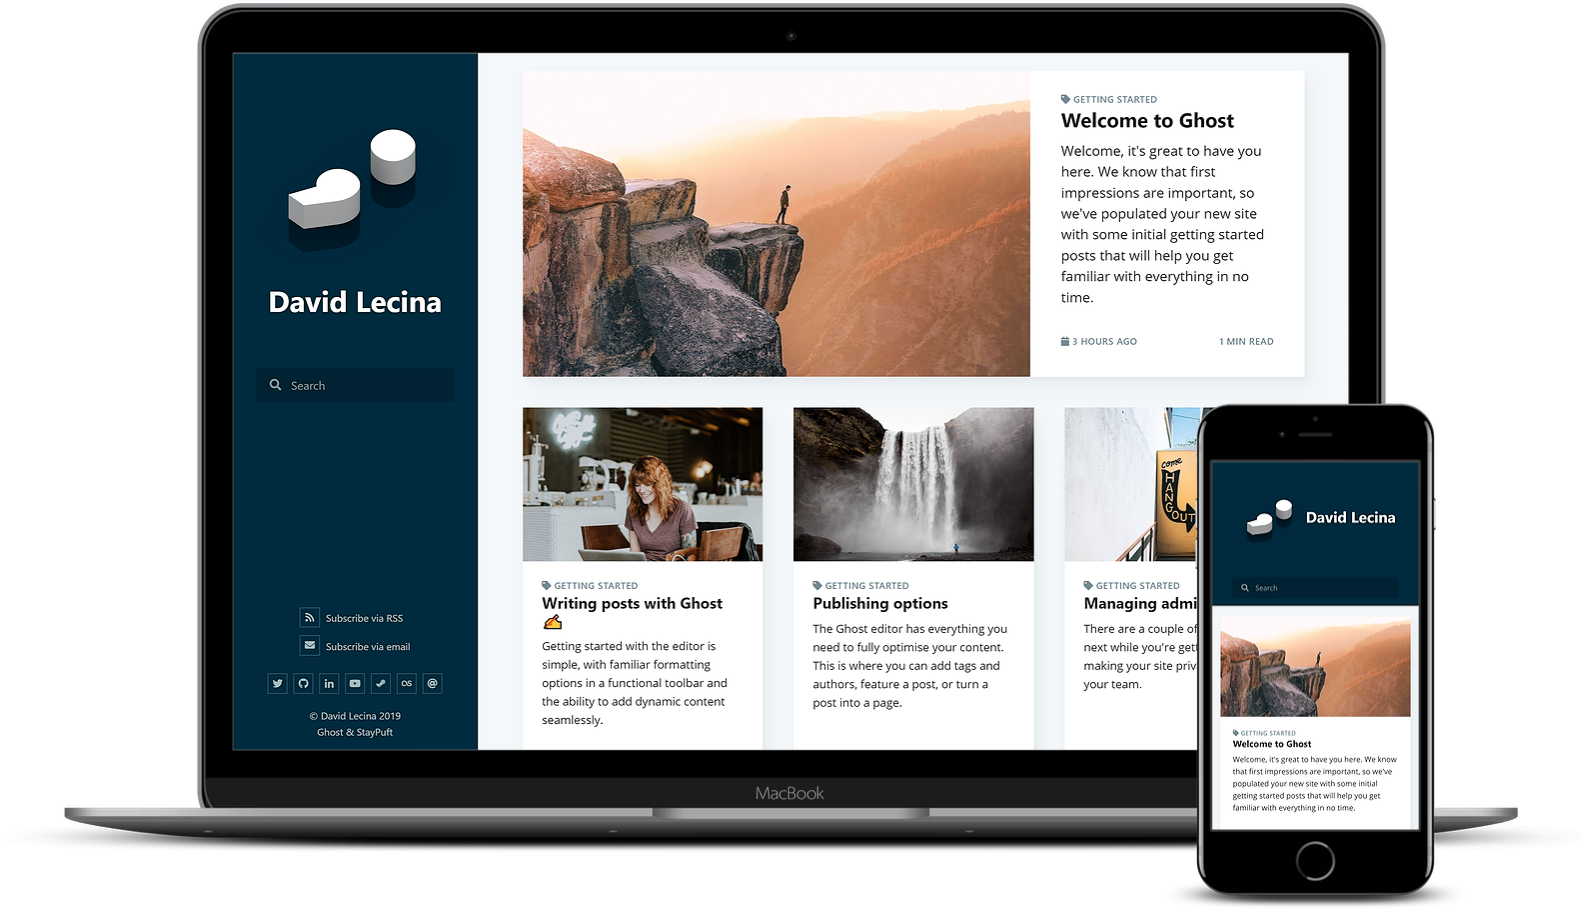 David Lecina
Search
Subscribe via RSS
Subscribe via email
© David Lecina 2019
Ghost & StayPuft
GETTING STARTED
Welcome to Ghost
Welcome, it's great to have you
here. We know that first
impressions are important, so
we've populated your new site
with some initial getting started
posts that will help you get
familiar with everything in no
time.
3 HOURS AGO
1 MIN READ
GETTING STARTED
Writing posts with Ghost
✍️
Getting started with the editor is
simple, with familiar formatting
options in a functional toolbar and
the ability to add dynamic content
seamlessly.
GETTING STARTED
Publishing options
The Ghost editor has everything you
need to fully optimise your content.
This is where you can add tags and
authors, feature a post, or turn a
post into a page.
come
HANGOUT
GETTING STARTED
Managing admi
There are a couple of
next while you're gett
making your site priv
your team.
MacBook
David Lecina
Search
GETTING STARTED
Welcome to Ghost
Welcome, it's great to have you here. We know
that first impressions are important, so we've
populated your new site with some initial
getting started posts that will help you get
familiar with everything in no time.